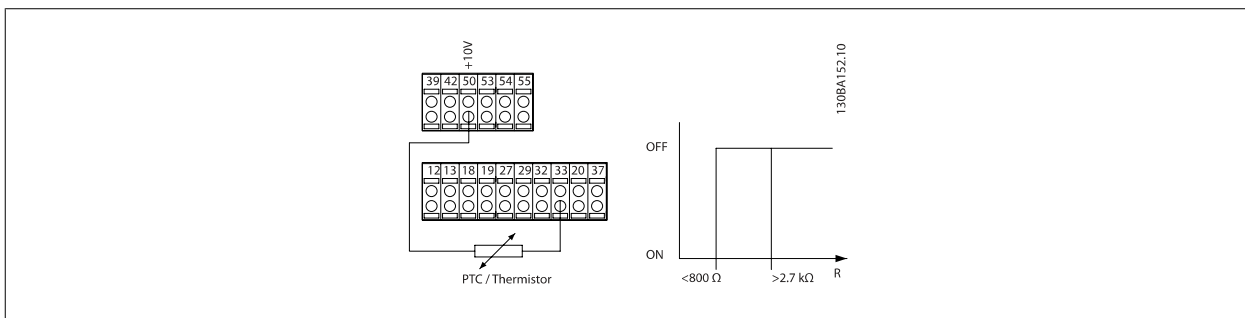 +10V
39 42 50 53 54 55
12 13 18 19 27 29 32 33 20 37
PTC / Thermistor
130BA152.10
OFF
ON
<800 Ω >2.7 kΩ R